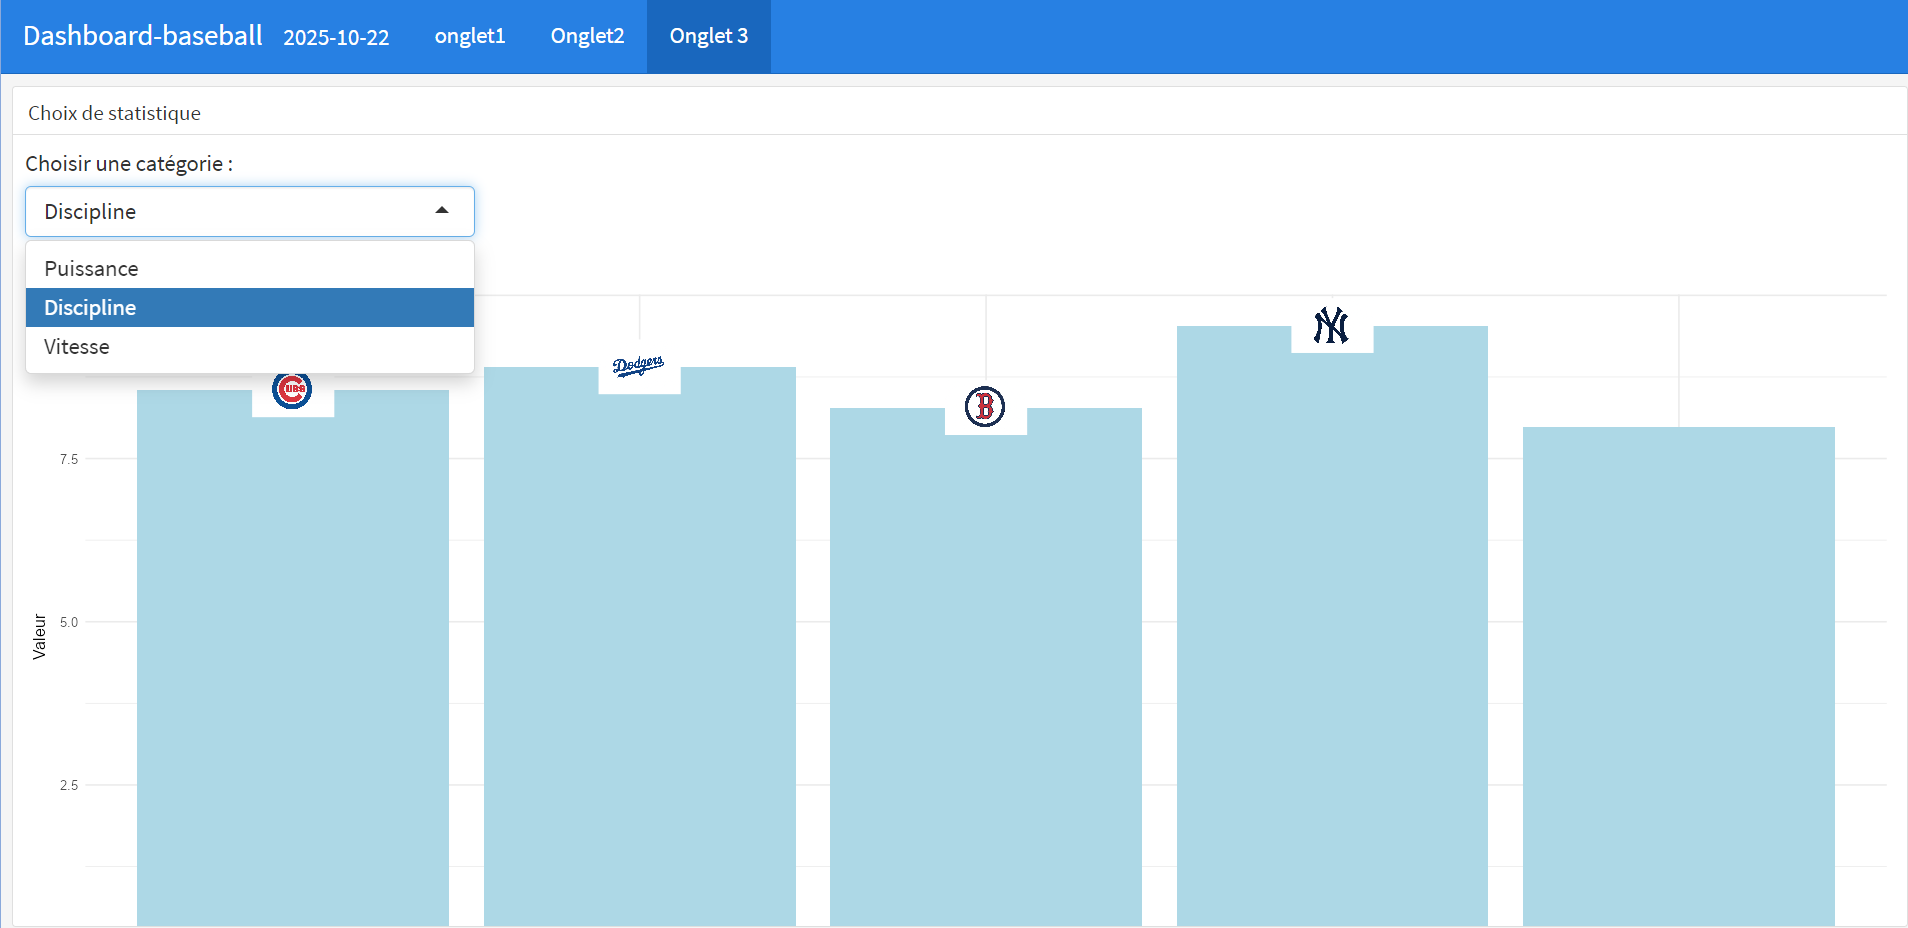 Dashboard-baseball 2025-10-22 onglet1 Onglet2 Onglet 3
Choix de statistique
Choisir une catégorie :
Discipline
Puissance
Discipline
Vitesse
NY
Dodgers
CUBS
B
7.5
5.0
Valeur
2.5